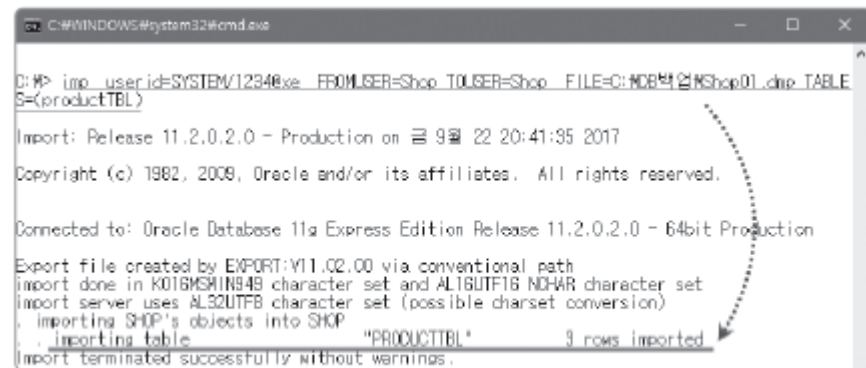 C:₩WINDOWS₩system32₩cmd.exe
C:₩> imp userid=SYSTEM/1234@xe FROMUSER=Shop TOUSER=Shop FILE=C:₩DB백업₩Shop01.dmp TABLE
S=(productTBL)
Import: Release 11.2.0.2.0 - Production on 금 9월 22 20:41:35 2017
Copyright (c) 1982, 2009, Oracle and/or its affiliates. All rights reserved.
Connected to: Oracle Database 11g Express Edition Release 11.2.0.2.0 - 64bit Production
Export file created by EXPORT:V11.02.00 via conventional path
import done in KO16MSWIN949 character set and AL16UTF16 NCHAR character set
import server uses AL32UTF8 character set (possible charset conversion)
. importing SHOP's objects into SHOP
. . importing table "PRODUCTTBL" 3 rows imported
Import terminated successfully without warnings.